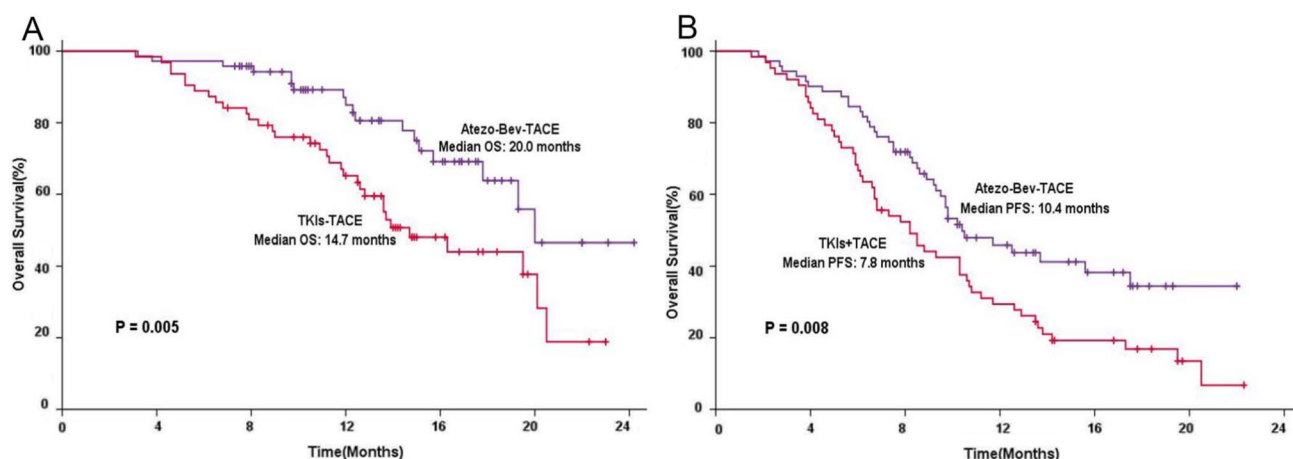 A
Overall Survival(%)
100
80
60
40
20
0
Atezo-Bev-TACE
Median OS: 20.0 months
TKIs-TACE
Median OS: 14.7 months
P = 0.005
0 4 8 12 16 20 24
Time(Months)
B
Overall Survival(%)
100
80
60
40
20
0
Atezo-Bev-TACE
Median PFS: 10.4 months
TKIs+TACE
Median PFS: 7.8 months
P = 0.008
0 4 8 12 16 20 24
Time(Months)